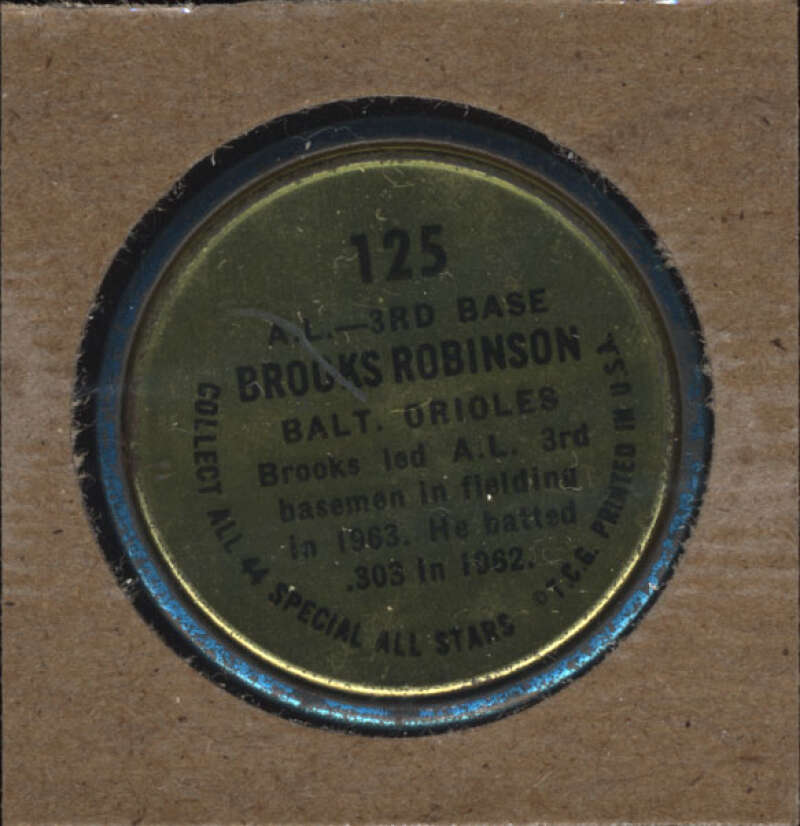 125
A.L.—3RD BASE
BROOKS ROBINSON
BALT. ORIOLES
Brooks led A.L. 3rd
basemen in fielding
in 1963. He batted
.303 in 1962.
COLLECT ALL 44 SPECIAL ALL STARS
©T.C.G. PRINTED IN U.S.A.